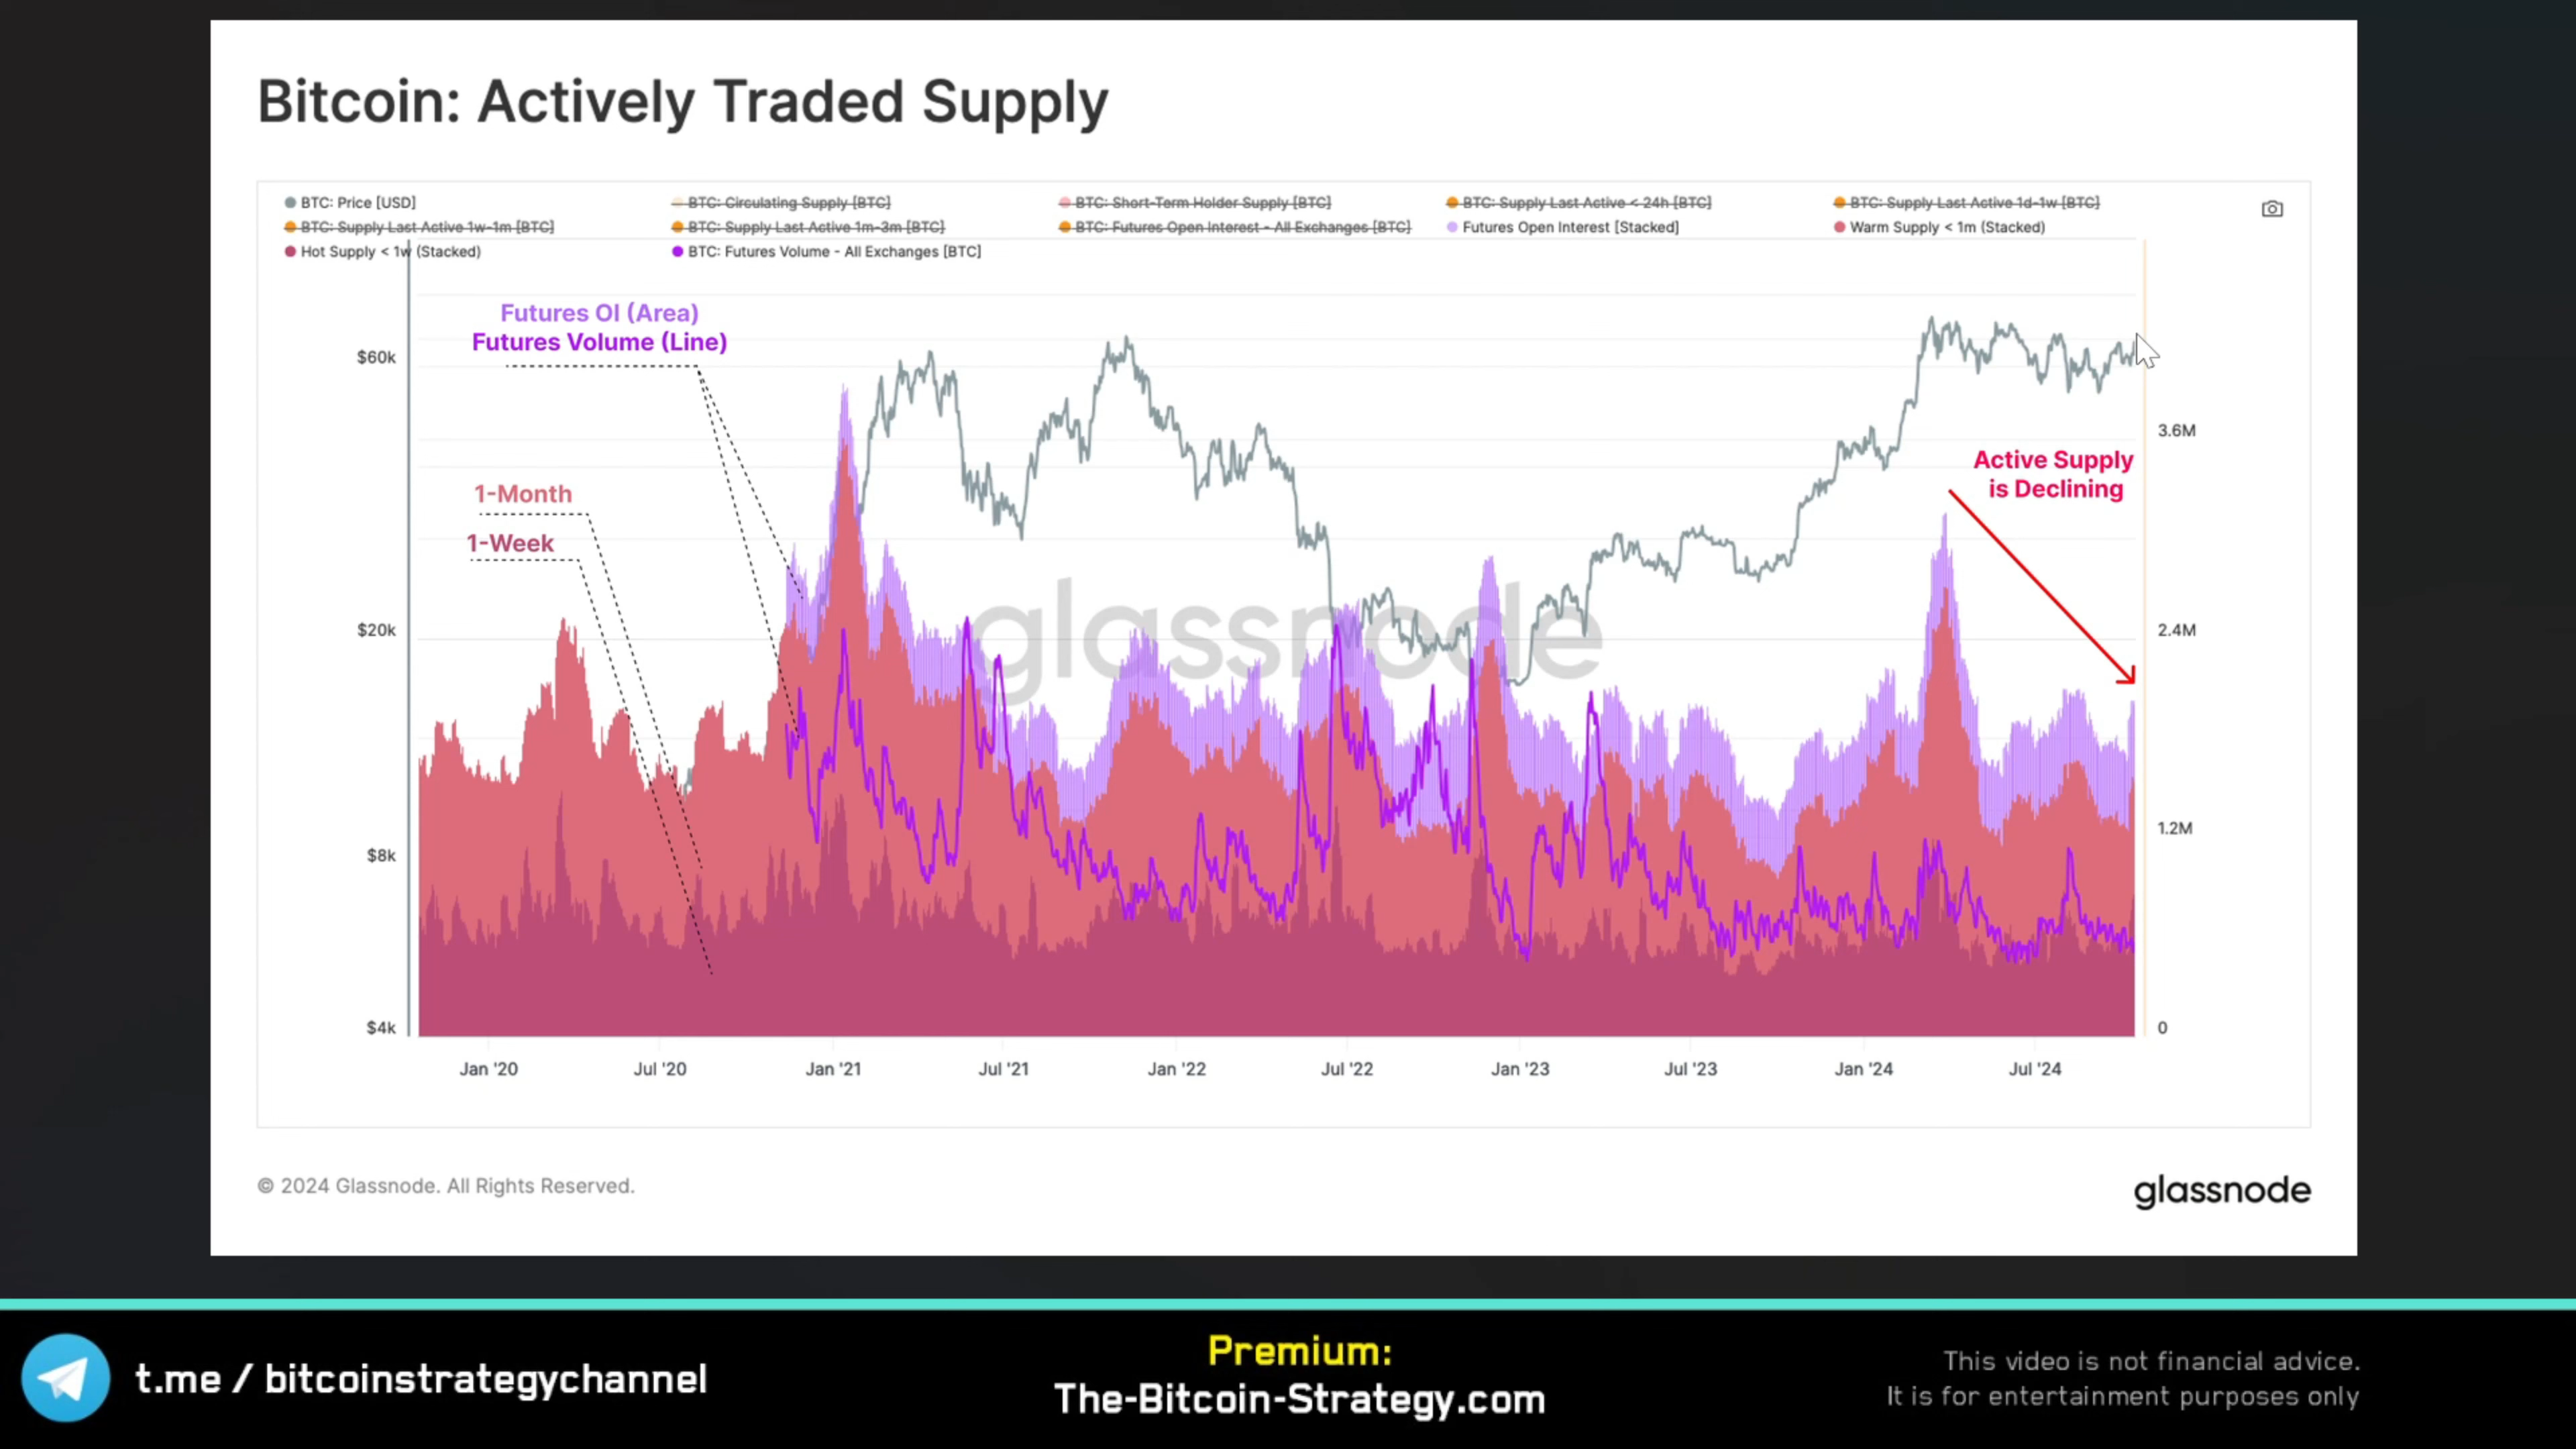 Bitcoin: Actively Traded Supply
BTC: Price [USD]
BTC: Circulating Supply [BTC]
BTC: Short-Term Holder Supply [BTC]
BTC: Supply Last Active < 24h [BTC]
BTC: Supply Last Active 1d-1w [BTC]
BTC: Supply Last Active 1w-1m [BTC]
BTC: Supply Last Active 1m-3m [BTC]
BTC: Futures Open Interest - All Exchanges [BTC]
Futures Open Interest [Stacked]
Warm Supply < 1m (Stacked)
Hot Supply < 1w (Stacked)
BTC: Futures Volume - All Exchanges [BTC]
Futures OI (Area)
Futures Volume (Line)
1-Month
1-Week
Active Supply
is Declining
$60k
$20k
$8k
$4k
3.6M
2.4M
1.2M
0
glassnode
Jan '20
Jul '20
Jan '21
Jul '21
Jan '22
Jul '22
Jan '23
Jul '23
Jan '24
Jul '24
© 2024 Glassnode. All Rights Reserved.
glassnode
t.me / bitcoinstrategychannel
Premium:
The-Bitcoin-Strategy.com
This video is not financial advice.
It is for entertainment purposes only